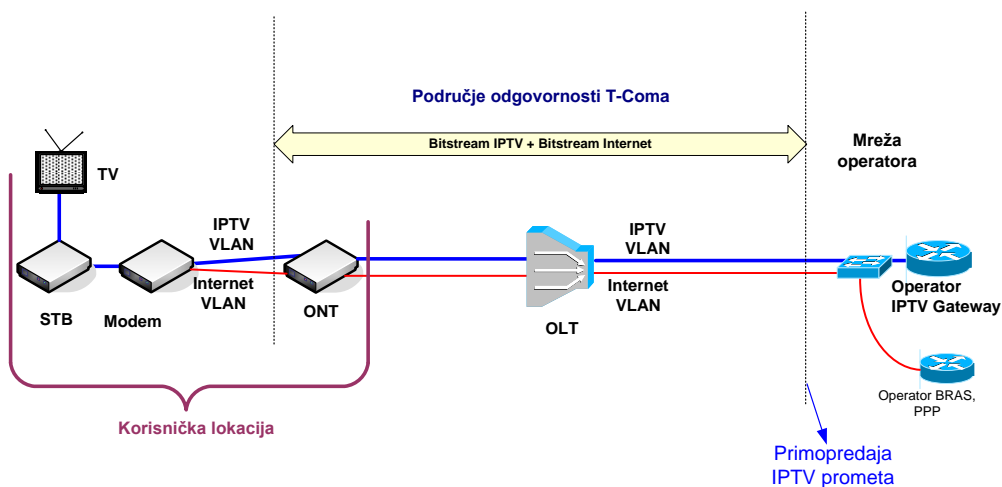 Područje odgovornosti T-Coma
Bitstream IPTV + Bitstream Internet
Mreža
operatora
TV
IPTV
VLAN
Internet
VLAN
STB
Modem
ONT
OLT
IPTV
VLAN
Internet
VLAN
Operator
IPTV Gateway
Operator BRAS,
PPP
Korisnička lokacija
Primopredaja
IPTV prometa